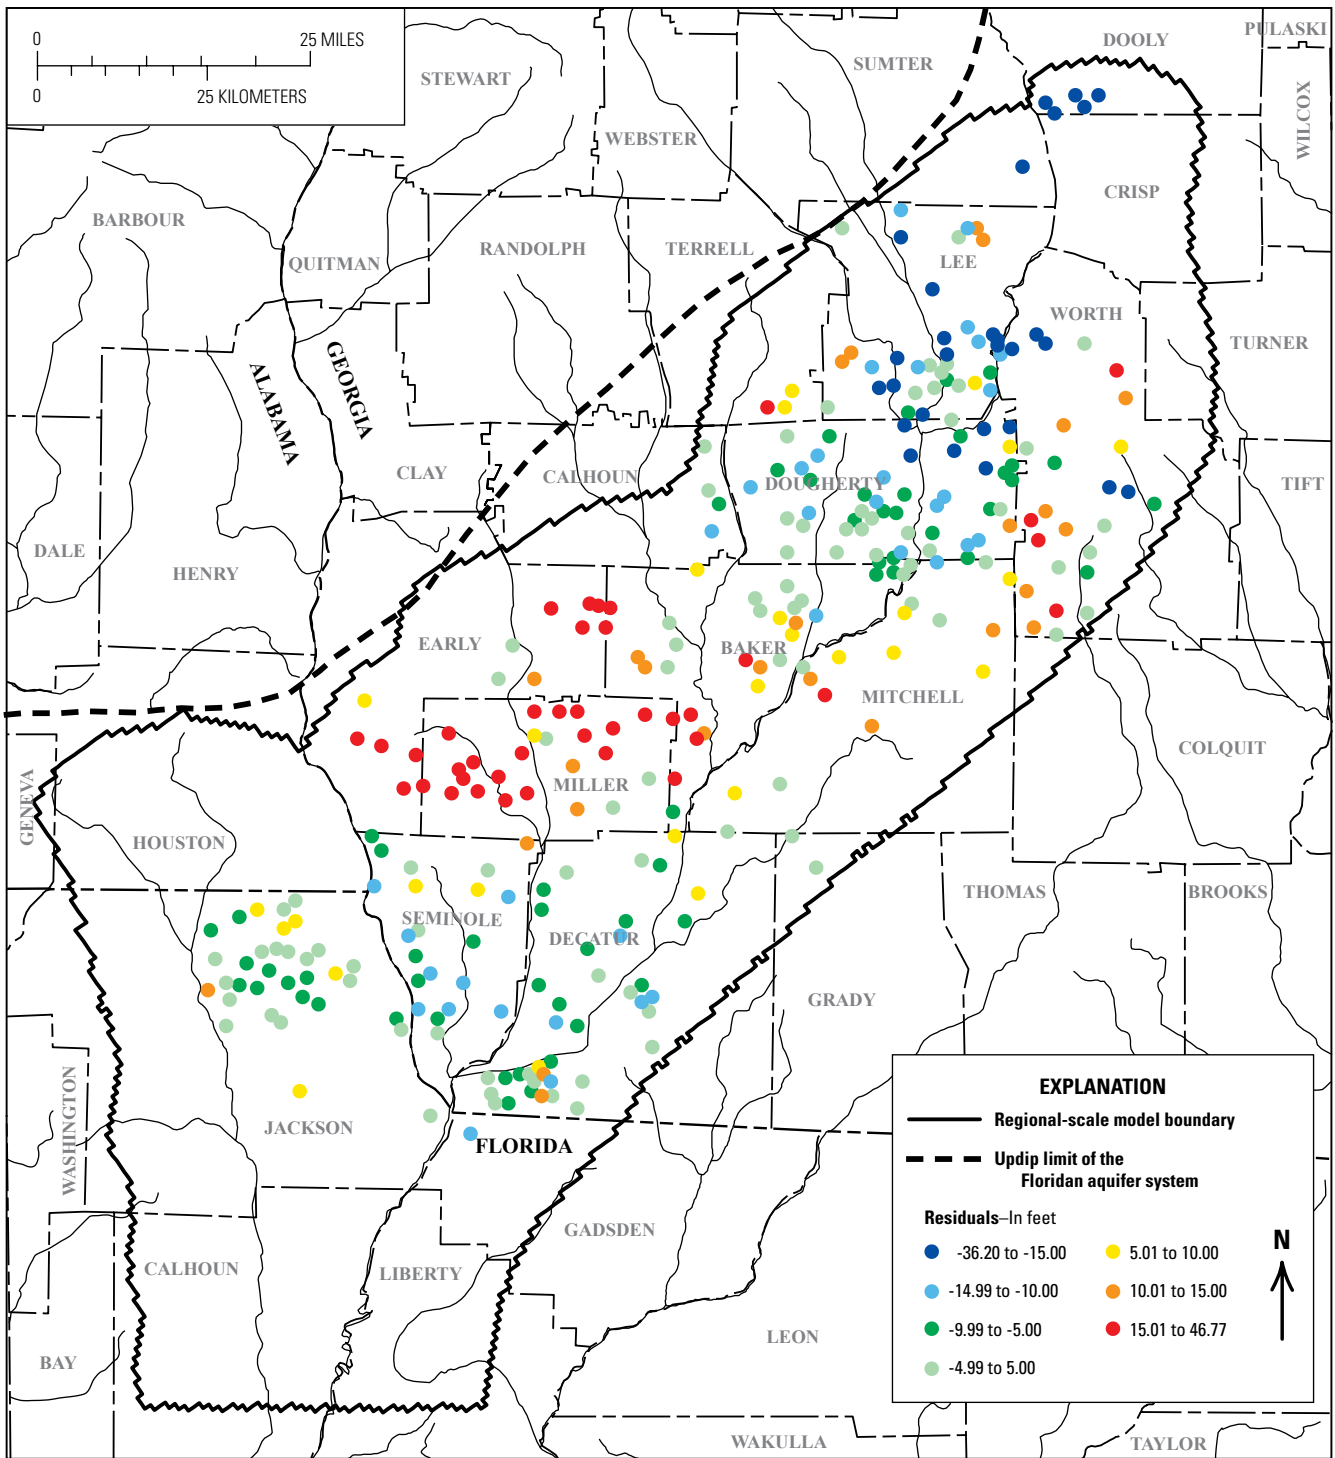 0 25 MILES
0 25 KILOMETERS
STEWART
SUMTER
DOOLY
PULASKI
WEBSTER
WILCOX
BARBOUR
QUITMAN
RANDOLPH
TERRELL
LEE
CRISP
WORTH
TURNER
ALABAMA
GEORGIA
CLAY
CALHOUN
DOUGHERTY
TIFT
DALE
HENRY
EARLY
BAKER
MITCHELL
COLQUIT
GENEVA
HOUSTON
MILLER
SEMINOLE
DECATUR
THOMAS
BROOKS
GRADY
WASHINGTON
JACKSON
FLORIDA
CALHOUN
LIBERTY
GADSDEN
BAY
LEON
WAKULLA
TAYLOR
EXPLANATION
Regional-scale model boundary
Updip limit of the
Floridan aquifer system
Residuals–In feet
-36.20 to -15.00
-14.99 to -10.00
-9.99 to -5.00
-4.99 to 5.00
5.01 to 10.00
10.01 to 15.00
15.01 to 46.77
N